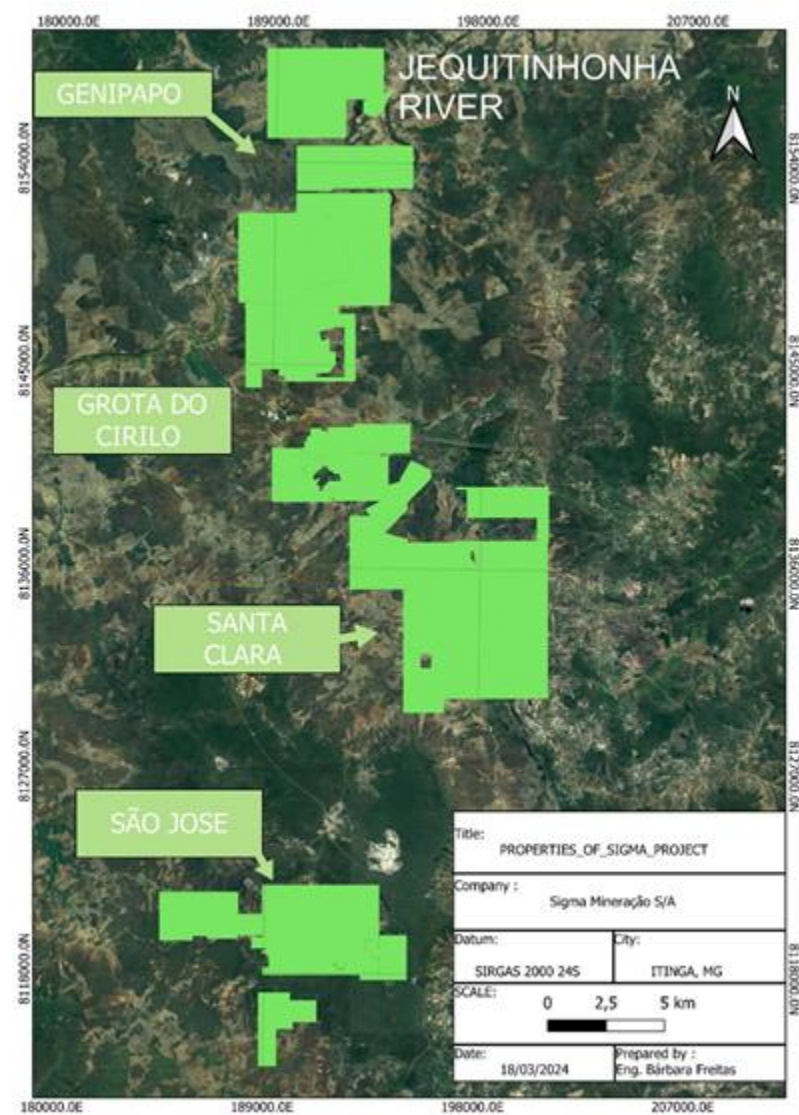 180000.0E 189000.0E 198000.0E 207000.0E
JEQUITINHONHA
RIVER
GENIPAPO
N
8154000.0N
8154000.0N
8145000.0N
8145000.0N
GROTA DO
CIRILO
8136000.0N
8136000.0N
SANTA
CLARA
8127000.0N
8127000.0N
SÃO JOSE
Title:
PROPERTIES_OF_SIGMA_PROJECT
Company :
Sigma Mineração S/A
Datum:
SIRGAS 2000 24S
City:
ITINGA, MG
8118000.0N
8118000.0N
SCALE:
0 2,5 5 km
Date:
18/03/2024
Prepared by :
Eng. Bárbara Freitas
180000.0E 189000.0E 198000.0E 207000.0E